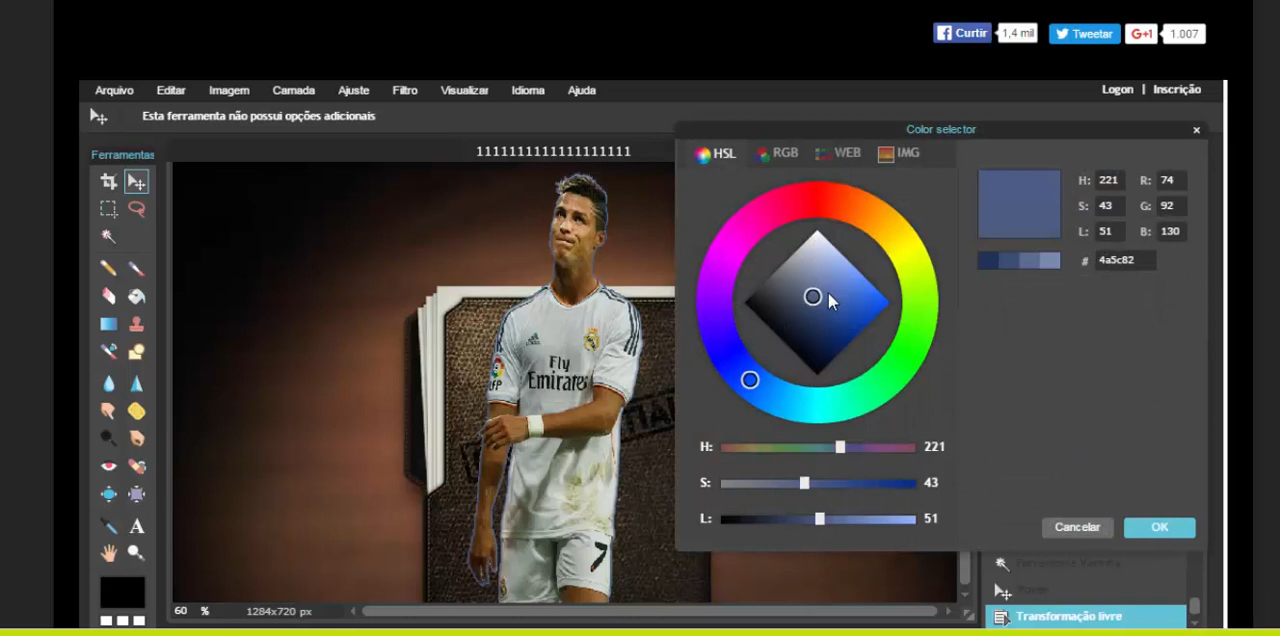 Curtir 1,4 mil Tweetar G+1 1.007
Arquivo Editar Imagem Camada Ajuste Filtro Visualizar Idioma Ajuda Logon | Inscrição
Esta ferramenta não possui opções adicionais
Color selector
Ferramentas
11111111111111111111
HSL RGB WEB IMG
H: 221 R: 74
S: 43 G: 92
L: 51 B: 130
# 4a5c82
Fly
Emirates
7
H: 221
S: 43
L: 51
Cancelar OK
60 % 1284x720 px
Transformação livre